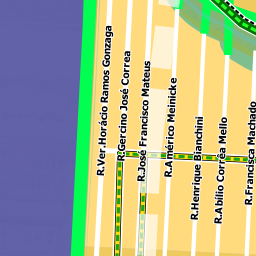 R.Ver.Horácio Ramos Gonzaga
R.Gercino José Correa
R.José Francisco Mateus
R.Américo Meinicke
R.Henrique Bianchini
R.Abílio Corrêa Mello
R.Francisca Machado